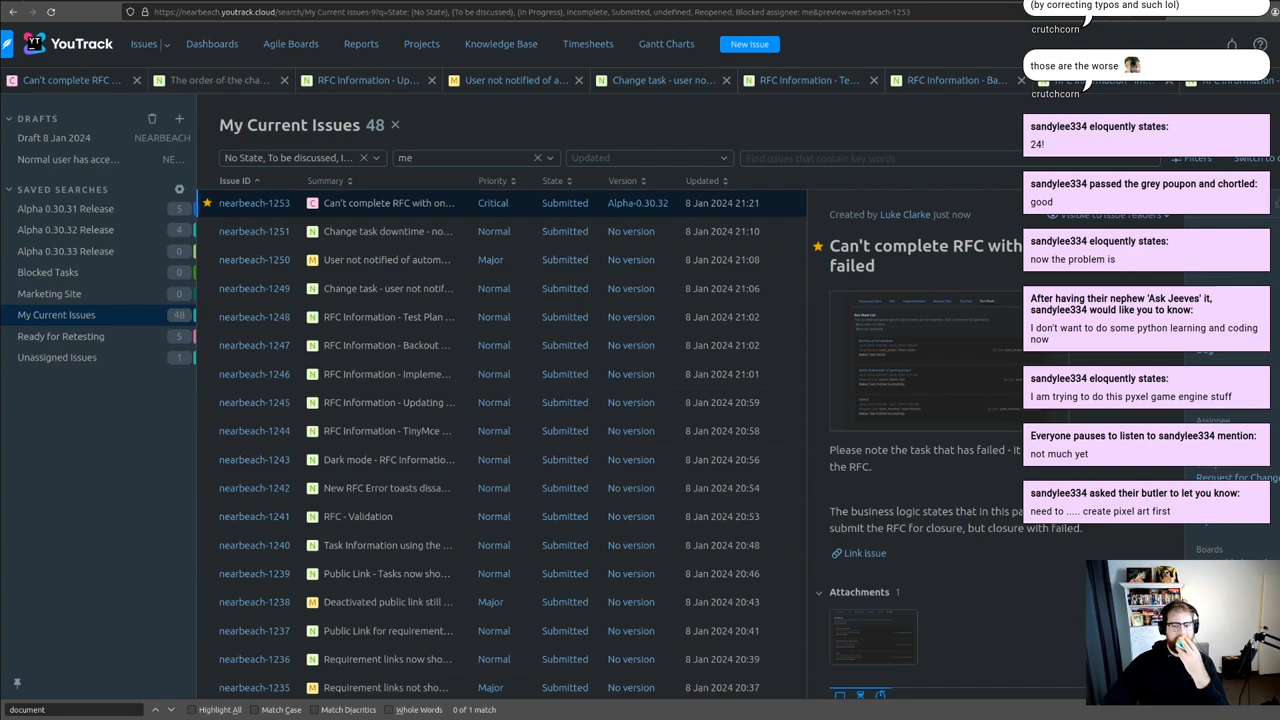 https://nearbeach.youtrack.cloud/search/My Current Issues-9?q=State: {No State}, {To be discussed}, {In Progress}, Incomplete, Submitted, undefined, Reopened, Blocked assignee: me&preview=nearbeach-1253
(by correcting typos and such lol)
crutchcorn
YouTrack
Issues
Dashboards
Agile Boards
Reports
Projects
Knowledge Base
Timesheets
Gantt Charts
New Issue
those are the worse
crutchcorn
Can't complete RFC ...
The order of the cha...
RFC Information - Up...
User not notified of a...
Change task - user no...
RFC Information - Te...
RFC Information - Ba...
DRAFTS
Draft 8 Jan 2024 NEARBEACH
Normal user has acce... NE...
SAVED SEARCHES
Alpha 0.30.31 Release 5
Alpha 0.30.32 Release 4
Alpha 0.30.33 Release 0
Blocked Tasks 0
Marketing Site 0
My Current Issues 48
Ready for Retesting
Unassigned Issues
My Current Issues 48
No State, To be discussed, I...
me
Updated
Find issues that contain key words
Filters
Switch to
Issue ID Summary Priority State Version Updated
nearbeach-1253 C Can't complete RFC with on... Critical Submitted Alpha-0.30.32 8 Jan 2024 21:21
nearbeach-1251 N Change - no... Normal Submitted No version 8 Jan 2024 21:10
nearbeach-1250 M User not notified of autom... Major Submitted No version 8 Jan 2024 21:08
nearbeach-1249 N Change task - user not notif... Normal Submitted No version 8 Jan 2024 21:06
nearbeach-1248 N RFC Information - Test Plan ... Normal Submitted No version 8 Jan 2024 21:02
nearbeach-1247 N RFC Information - Backout ... Normal Submitted No version 8 Jan 2024 21:02
nearbeach-1246 N RFC Information - Impleme... Normal Submitted No version 8 Jan 2024 21:01
nearbeach-1245 N RFC Information - Updating ... Normal Submitted No version 8 Jan 2024 20:59
nearbeach-1244 N RFC Information - TinyMce ... Normal Submitted No version 8 Jan 2024 20:58
nearbeach-1243 N Dark mode - RFC Informatio... Normal Submitted No version 8 Jan 2024 20:56
nearbeach-1242 N New RFC Error toasts dissa... Normal Submitted No version 8 Jan 2024 20:54
nearbeach-1241 N RFC - Validation Normal Submitted No version 8 Jan 2024 20:52
nearbeach-1240 N Task Information using the ... Normal Submitted No version 8 Jan 2024 20:48
nearbeach-1239 N Public Link - Tasks now sho... Normal Submitted No version 8 Jan 2024 20:46
nearbeach-1238 M Deactivated public link still ... Major Submitted No version 8 Jan 2024 20:43
nearbeach-1237 N Public Link for requirement... Normal Submitted No version 8 Jan 2024 20:41
nearbeach-1236 N Requirement links now sho... Normal Submitted No version 8 Jan 2024 20:39
nearbeach-1235 M Requirement links not sho... Major Submitted No version 8 Jan 2024 20:37
Created by Luke Clarke just now
Visible to issue readers
Can't complete RFC with
failed
Please note the task that has failed - it
the RFC.
The business logic states that in this pa
submit the RFC for closure, but closure with failed.
Link issue
Attachments 1
Assignee
Request for Change
Boards
sandylee334 eloquently states:
24!
sandylee334 passed the grey poupon and chortled:
good
sandylee334 eloquently states:
now the problem is
After having their nephew 'Ask Jeeves' it,
sandylee334 would like you to know:
I don't want to do some python learning and coding
now
sandylee334 eloquently states:
I am trying to do this pyxel game engine stuff
Everyone pauses to listen to sandylee334 mention:
not much yet
sandylee334 asked their butler to let you know:
need to ..... create pixel art first
document
Highlight All
Match Case
Match Diacritics
Whole Words
0 of 1 match